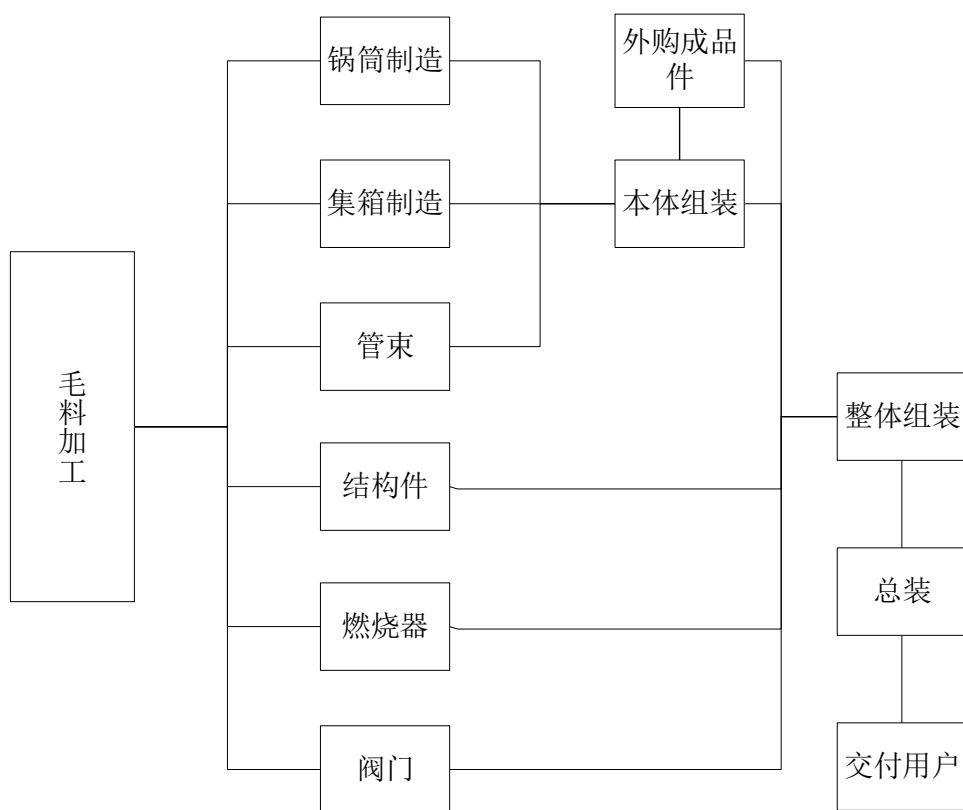 毛料加工
锅筒制造
集箱制造
管束
结构件
燃烧器
阀门
外购成品
件
本体组装
整体组装
总装
交付用户